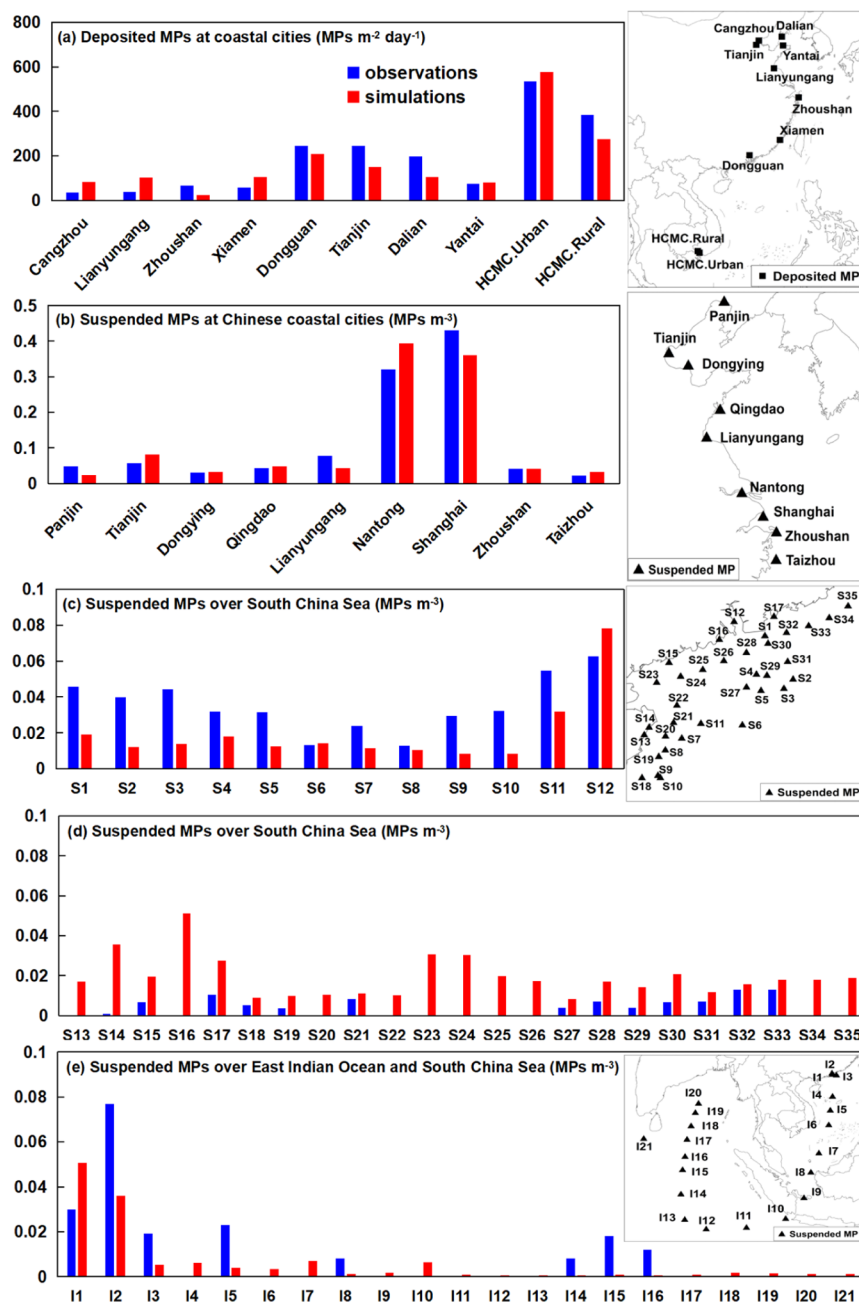 (a) Deposited MPs at coastal cities (MPs m-2 day-1)
observations
simulations
800
600
400
200
0
Cangzhou
Lianyungang
Zhoushan
Xiamen
Dongguan
Tianjin
Dalian
Yantai
HCMC.Urban
HCMC.Rural
Cangzhou
Dalian
Tianjin
Yantai
Lianyungang
Zhoushan
Xiamen
Dongguan
HCMC.Rural
HCMC.Urban
Deposited MP
(b) Suspended MPs at Chinese coastal cities (MPs m-3)
0.5
0.4
0.3
0.2
0.1
0
Panjin
Tianjin
Dongying
Qingdao
Lianyungang
Nantong
Shanghai
Zhoushan
Taizhou
Panjin
Tianjin
Dongying
Qingdao
Lianyungang
Nantong
Shanghai
Zhoushan
Taizhou
Suspended MP
(c) Suspended MPs over South China Sea (MPs m-3)
0.1
0.08
0.06
0.04
0.02
0
S1 S2 S3 S4 S5 S6 S7 S8 S9 S10 S11 S12
S35
S17
S12
S34
S32
S1
S33
S16
S30
S28
S26
S15
S31
S25
S29
S4
S23
S2
S24
S27
S5
S3
S22
S14
S21
S20
S11
S6
S13
S7
S8
S19
S9
S18
S10
Suspended MP
(d) Suspended MPs over South China Sea (MPs m-3)
0.1
0.08
0.06
0.04
0.02
0
S13 S14 S15 S16 S17 S18 S19 S20 S21 S22 S23 S24 S25 S26 S27 S28 S29 S30 S31 S32 S33 S34 S35
(e) Suspended MPs over East Indian Ocean and South China Sea (MPs m-3)
0.1
0.08
0.06
0.04
0.02
0
I1 I2 I3 I4 I5 I6 I7 I8 I9 I10 I11 I12 I13 I14 I15 I16 I17 I18 I19 I20 I21
I2
I1
I3
I20
I4
I19
I5
I18
I6
I21
I17
I16
I7
I15
I8
I14
I9
I10
I13
I12
I11
Suspended MP